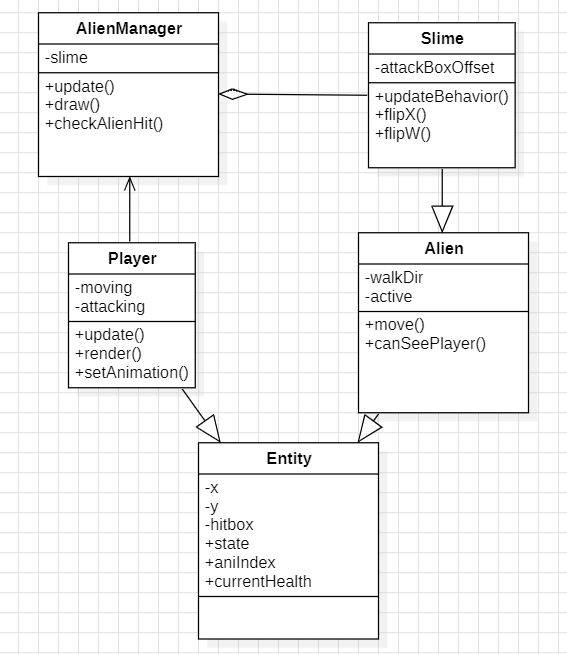 AlienManager
-slime
+update()
+draw()
+checkAlienHit()
Slime
-attackBoxOffset
+updateBehavior()
+flipX()
+flipW()
Player
-moving
-attacking
+update()
+render()
+setAnimation()
Alien
-walkDir
-active
+move()
+canSeePlayer()
Entity
-x
-y
-hitbox
+state
+aniIndex
+currentHealth